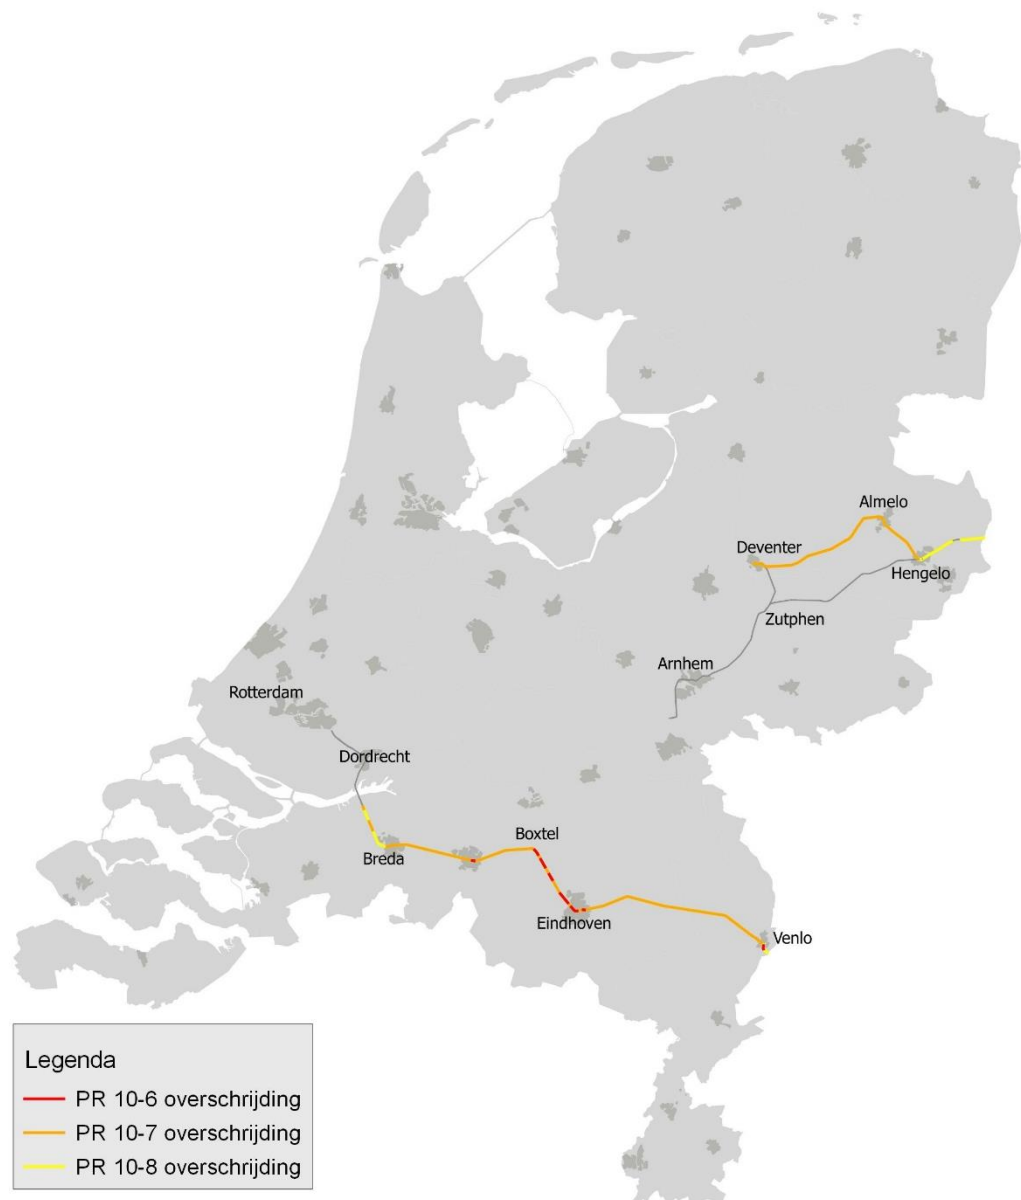 Almelo
Deventer
Hengelo
Zutphen
Arnhem
Rotterdam
Dordrecht
Boxtel
Breda
Eindhoven
Venlo
Legenda
PR 10-6 overschrijding
PR 10-7 overschrijding
PR 10-8 overschrijding